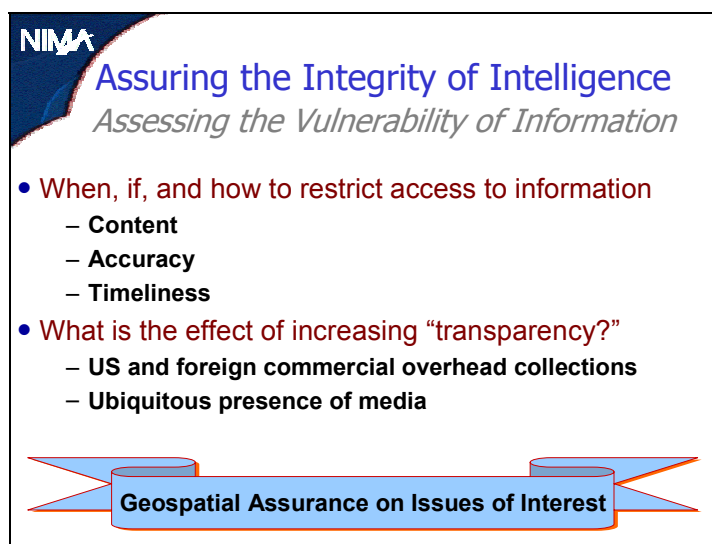 NIMA
Assuring the Integrity of Intelligence
Assessing the Vulnerability of Information
• When, if, and how to restrict access to information
– Content
– Accuracy
– Timeliness
• What is the effect of increasing “transparency?”
– US and foreign commercial overhead collections
– Ubiquitous presence of media
Geospatial Assurance on Issues of Interest